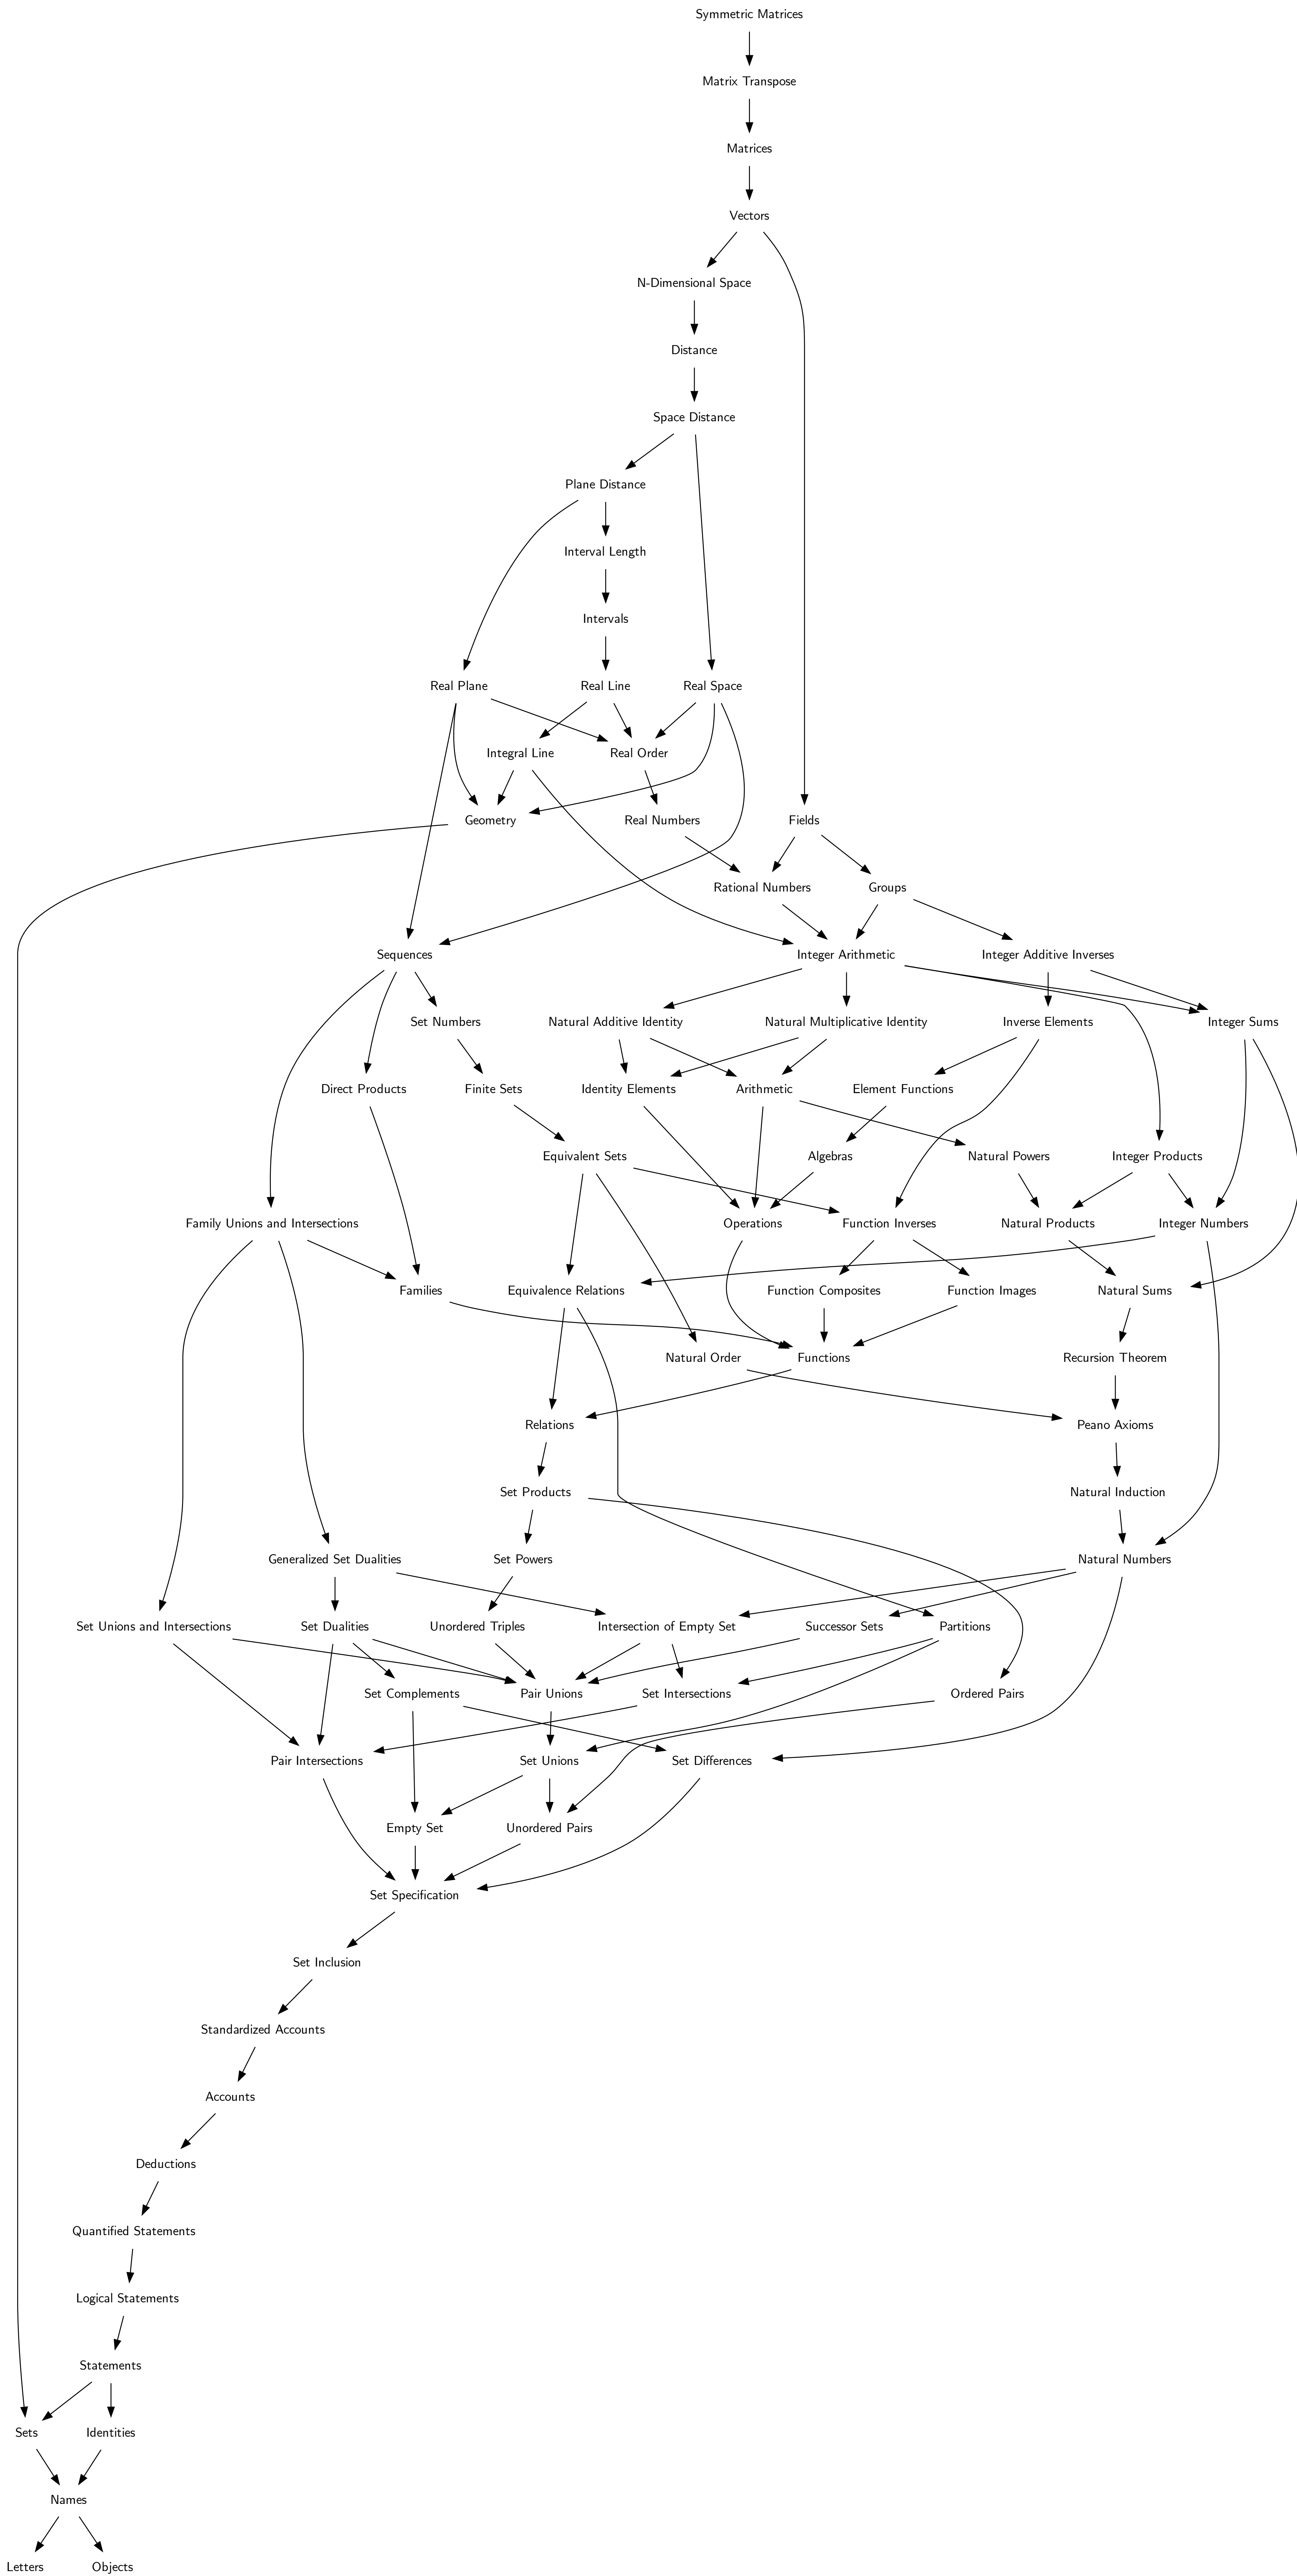 Symmetric Matrices
Matrix Transpose
Matrices
Vectors
N-Dimensional Space
Distance
Space Distance
Plane Distance
Interval Length
Intervals
Real Plane
Real Line
Real Space
Integral Line
Real Order
Geometry
Real Numbers
Fields
Rational Numbers
Groups
Sequences
Integer Arithmetic
Integer Additive Inverses
Set Numbers
Natural Additive Identity
Natural Multiplicative Identity
Inverse Elements
Integer Sums
Direct Products
Finite Sets
Identity Elements
Arithmetic
Element Functions
Equivalent Sets
Algebras
Natural Powers
Integer Products
Family Unions and Intersections
Operations
Function Inverses
Natural Products
Integer Numbers
Families
Equivalence Relations
Function Composites
Function Images
Natural Sums
Natural Order
Functions
Recursion Theorem
Relations
Peano Axioms
Set Products
Natural Induction
Generalized Set Dualities
Set Powers
Natural Numbers
Set Unions and Intersections
Set Dualities
Unordered Triples
Intersection of Empty Set
Successor Sets
Partitions
Set Complements
Pair Unions
Set Intersections
Ordered Pairs
Pair Intersections
Set Unions
Set Differences
Empty Set
Unordered Pairs
Set Specification
Set Inclusion
Standardized Accounts
Accounts
Deductions
Quantified Statements
Logical Statements
Statements
Sets
Identities
Names
Letters
Objects